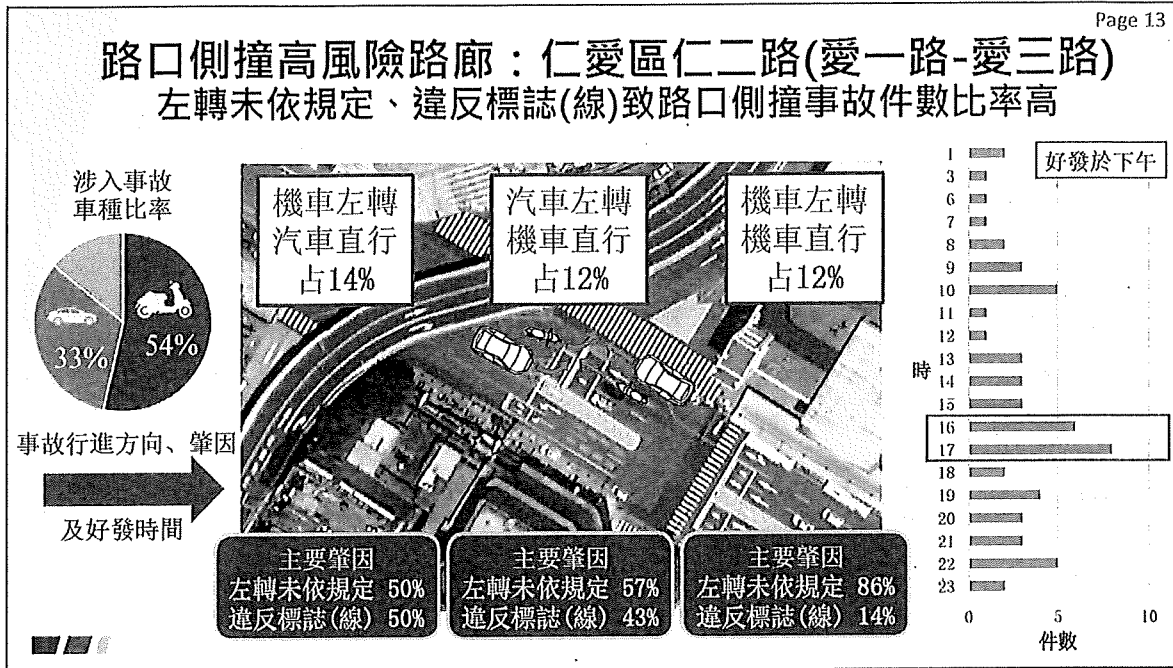 Page 13
路口側撞高風險路廊：仁愛區仁二路(愛一路-愛三路)
左轉未依規定、違反標誌(線)致路口側撞事故件數比率高
涉入事故
車種比率
33%
54%
事故行進方向、肇因
及好發時間
機車左轉
汽車直行
占14%
汽車左轉
機車直行
占12%
機車左轉
機車直行
占12%
主要肇因
左轉未依規定 50%
違反標誌(線) 50%
主要肇因
左轉未依規定 57%
違反標誌(線) 43%
主要肇因
左轉未依規定 86%
違反標誌(線) 14%
好發於下午
時
1
3
6
7
8
9
10
11
12
13
14
15
16
17
18
19
20
21
22
23
0 5 10
件數